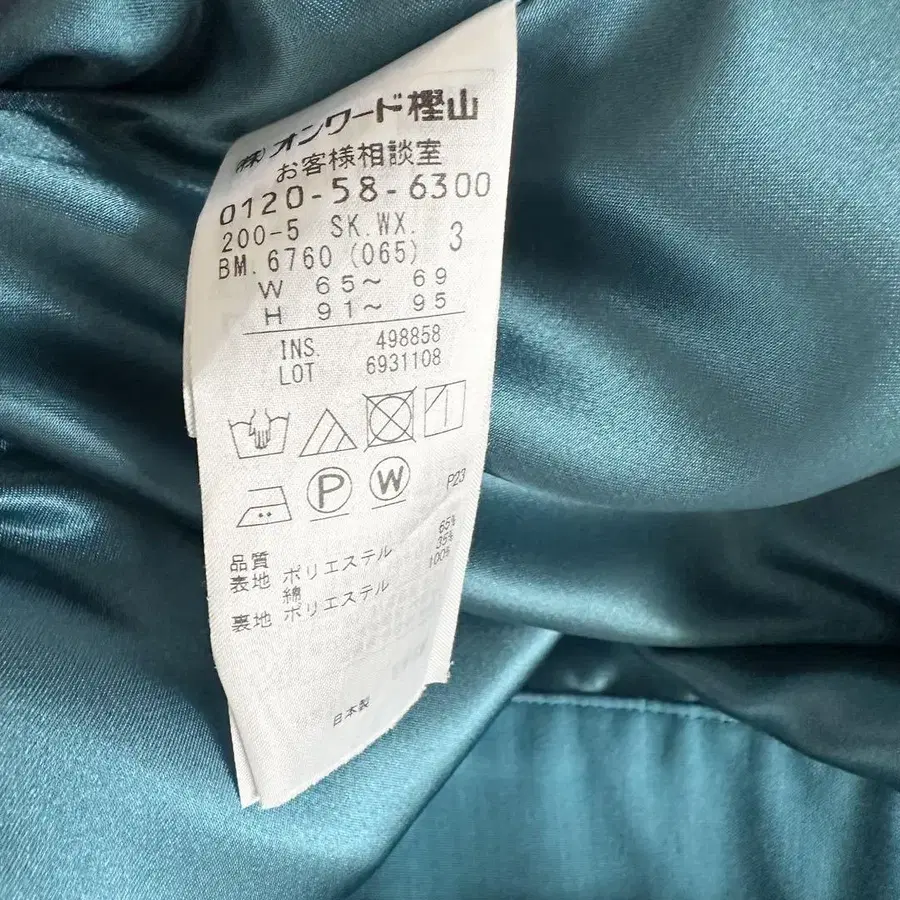 (株)オンワード樫山
お客様相談室
0120-58-6300
200-5 SK.WX. 3
BM.6760(065)
W 65～ 69
H 91～ 95
INS. 498858
LOT 6931108
P W
P23
品質
表地 ポリエステル 65%
綿 35%
裏地 ポリエステル 100%
日本製